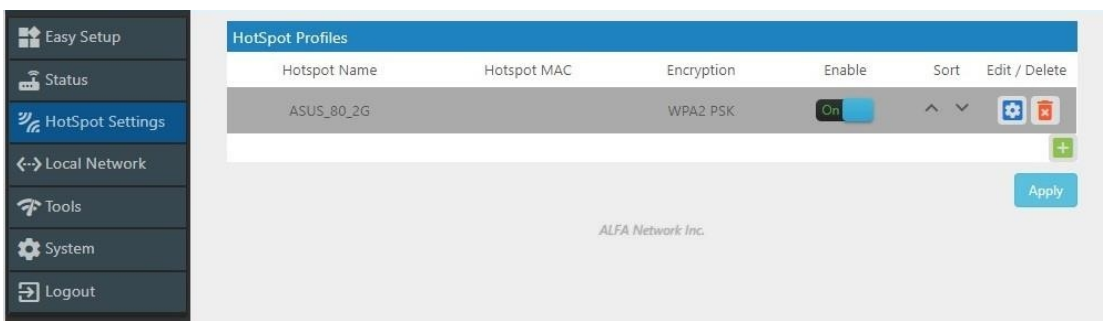 Easy Setup
Status
HotSpot Settings
Local Network
Tools
System
Logout
HotSpot Profiles
Hotspot Name Hotspot MAC Encryption Enable Sort Edit / Delete
ASUS_80_2G WPA2 PSK On
Apply
ALFA Network Inc.